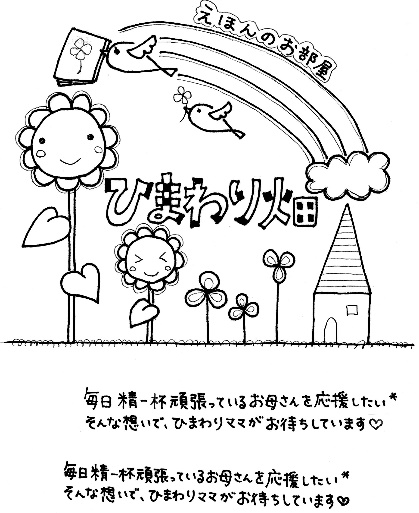 えほんのお部屋
ひまわり畑
毎日精一杯頑張っているお母さんを応援したい*
そんな想いで、ひまわりママがお待ちしています♡
毎日精一杯頑張っているお母さんを応援したい*
そんな想いで、ひまわりママがお待ちしています♡